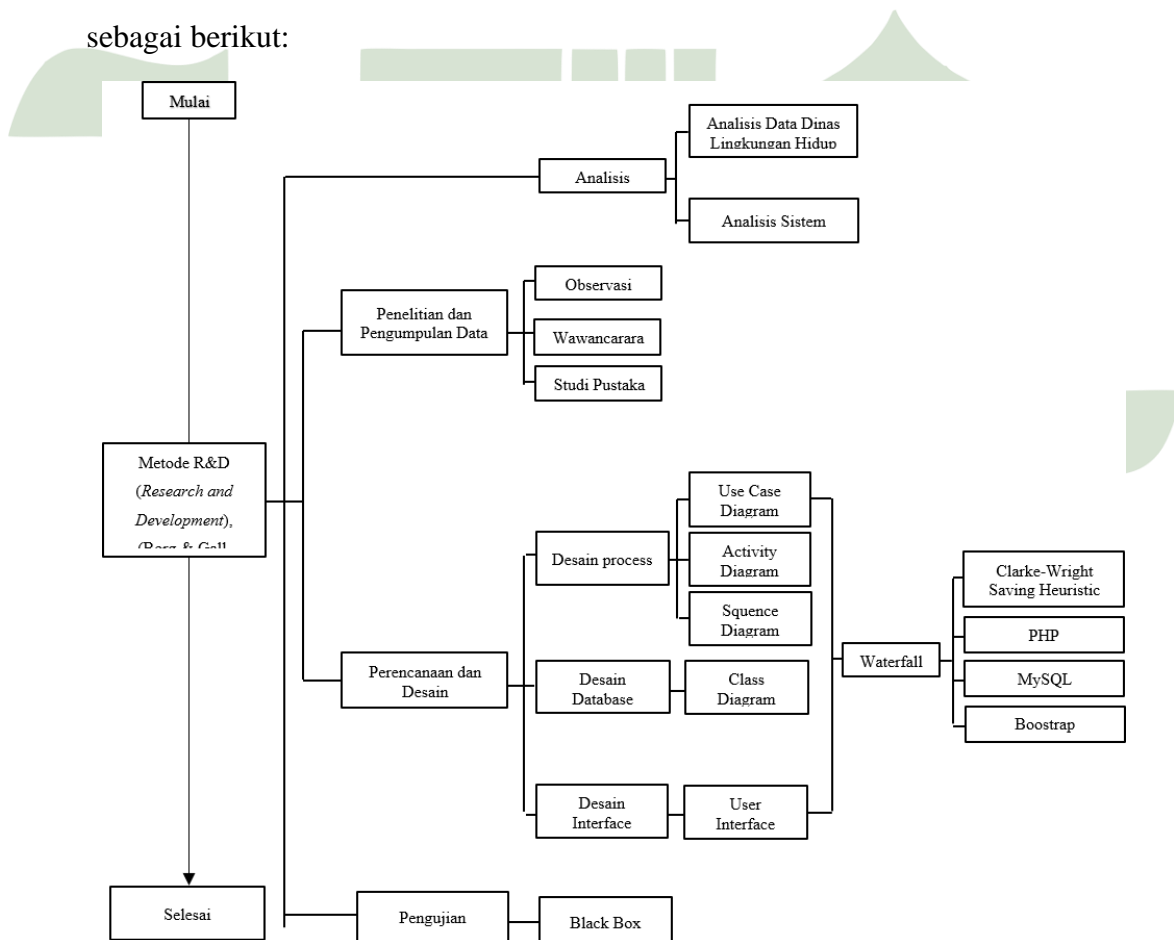 sebagai berikut:
Mulai
Analisis
Analisis Data Dinas
Lingkungan Hidup
Analisis Sistem
Penelitian dan
Pengumpulan Data
Observasi
Wawancarara
Studi Pustaka
Metode R&D
(Research and
Development),
(Borg & Gall
Perencanaan dan
Desain
Desain process
Use Case
Diagram
Activity
Diagram
Squence
Diagram
Desain
Database
Class
Diagram
Desain
Interface
User
Interface
Waterfall
Clarke-Wright
Saving Heuristic
PHP
MySQL
Boostrap
Selesai
Pengujian
Black Box